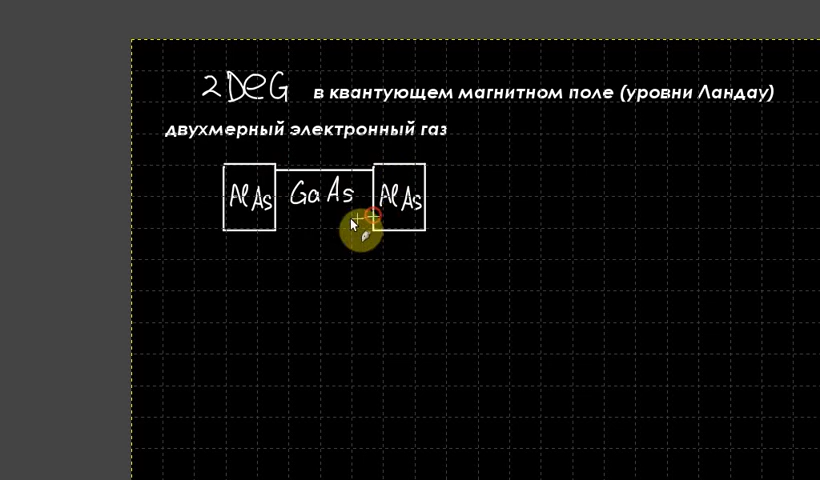 2DEG в квантующем магнитном поле (уровни Ландау)
двухмерный электронный газ
AlAs GaAs AlAs